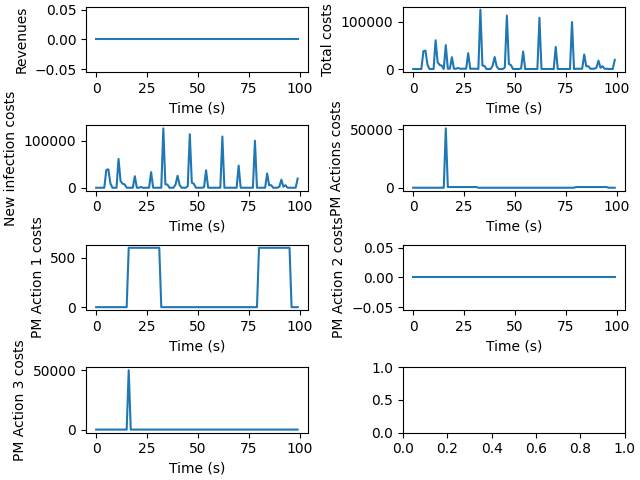 Revenues
0.05
0.00
−0.05
0 25 50 75 100
Time (s)
Total costs
100000
0
0 25 50 75 100
Time (s)
New infection costs
100000
0
0 25 50 75 100
Time (s)
PM Actions costs
50000
0
0 25 50 75 100
Time (s)
PM Action 1 costs
500
0
0 25 50 75 100
Time (s)
PM Action 2 costs
0.05
0.00
−0.05
0 25 50 75 100
Time (s)
PM Action 3 costs
50000
0
0 25 50 75 100
Time (s)
1.0
0.5
0.0
0.0 0.2 0.4 0.6 0.8 1.0